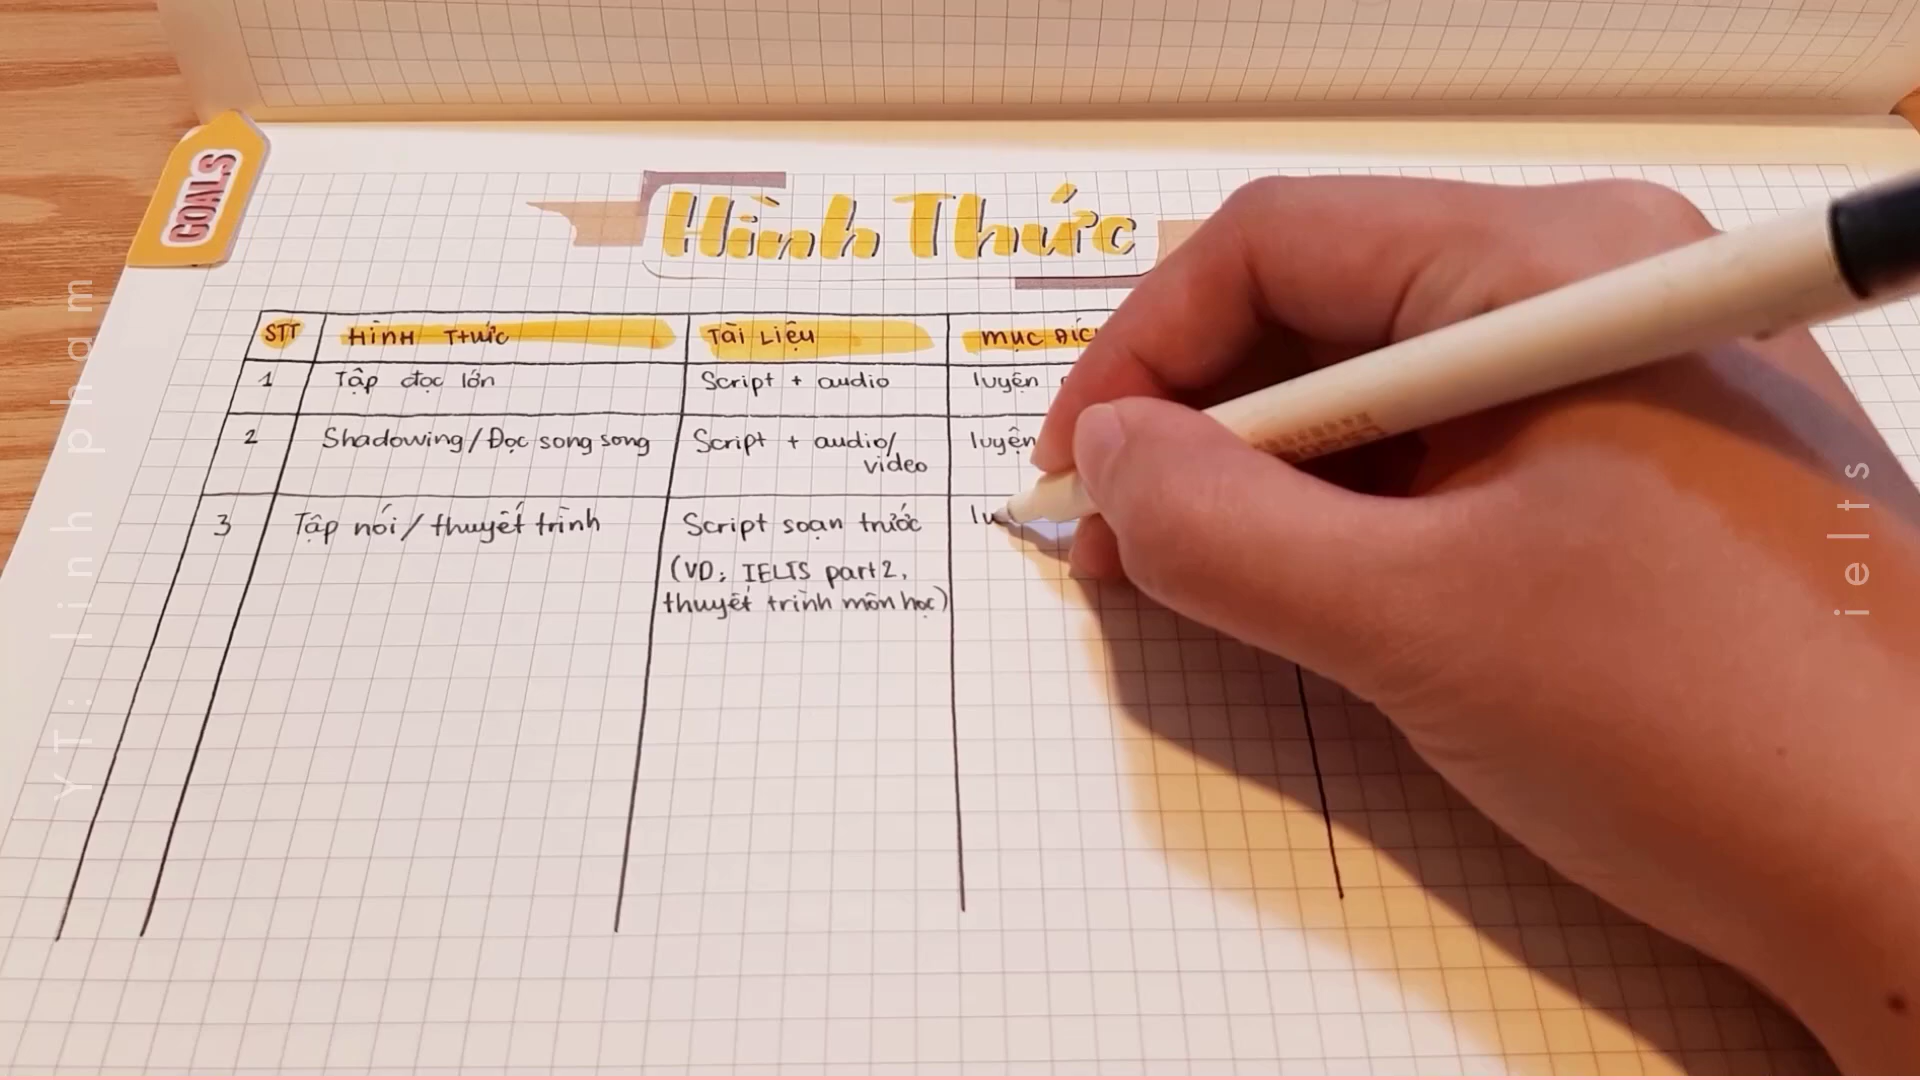 GOALS
Hình Thức
STT Hình Thức Tài Liệu Mục
1 Tập đọc lớn Script + audio luyện
2 Shadowing/Đọc song song Script + audio/ luyện
video
3 Tập nói/thuyết trình Script soạn trước
(VD: IELTS part 2,
thuyết trình môn học)
YT: linh pham
ielts